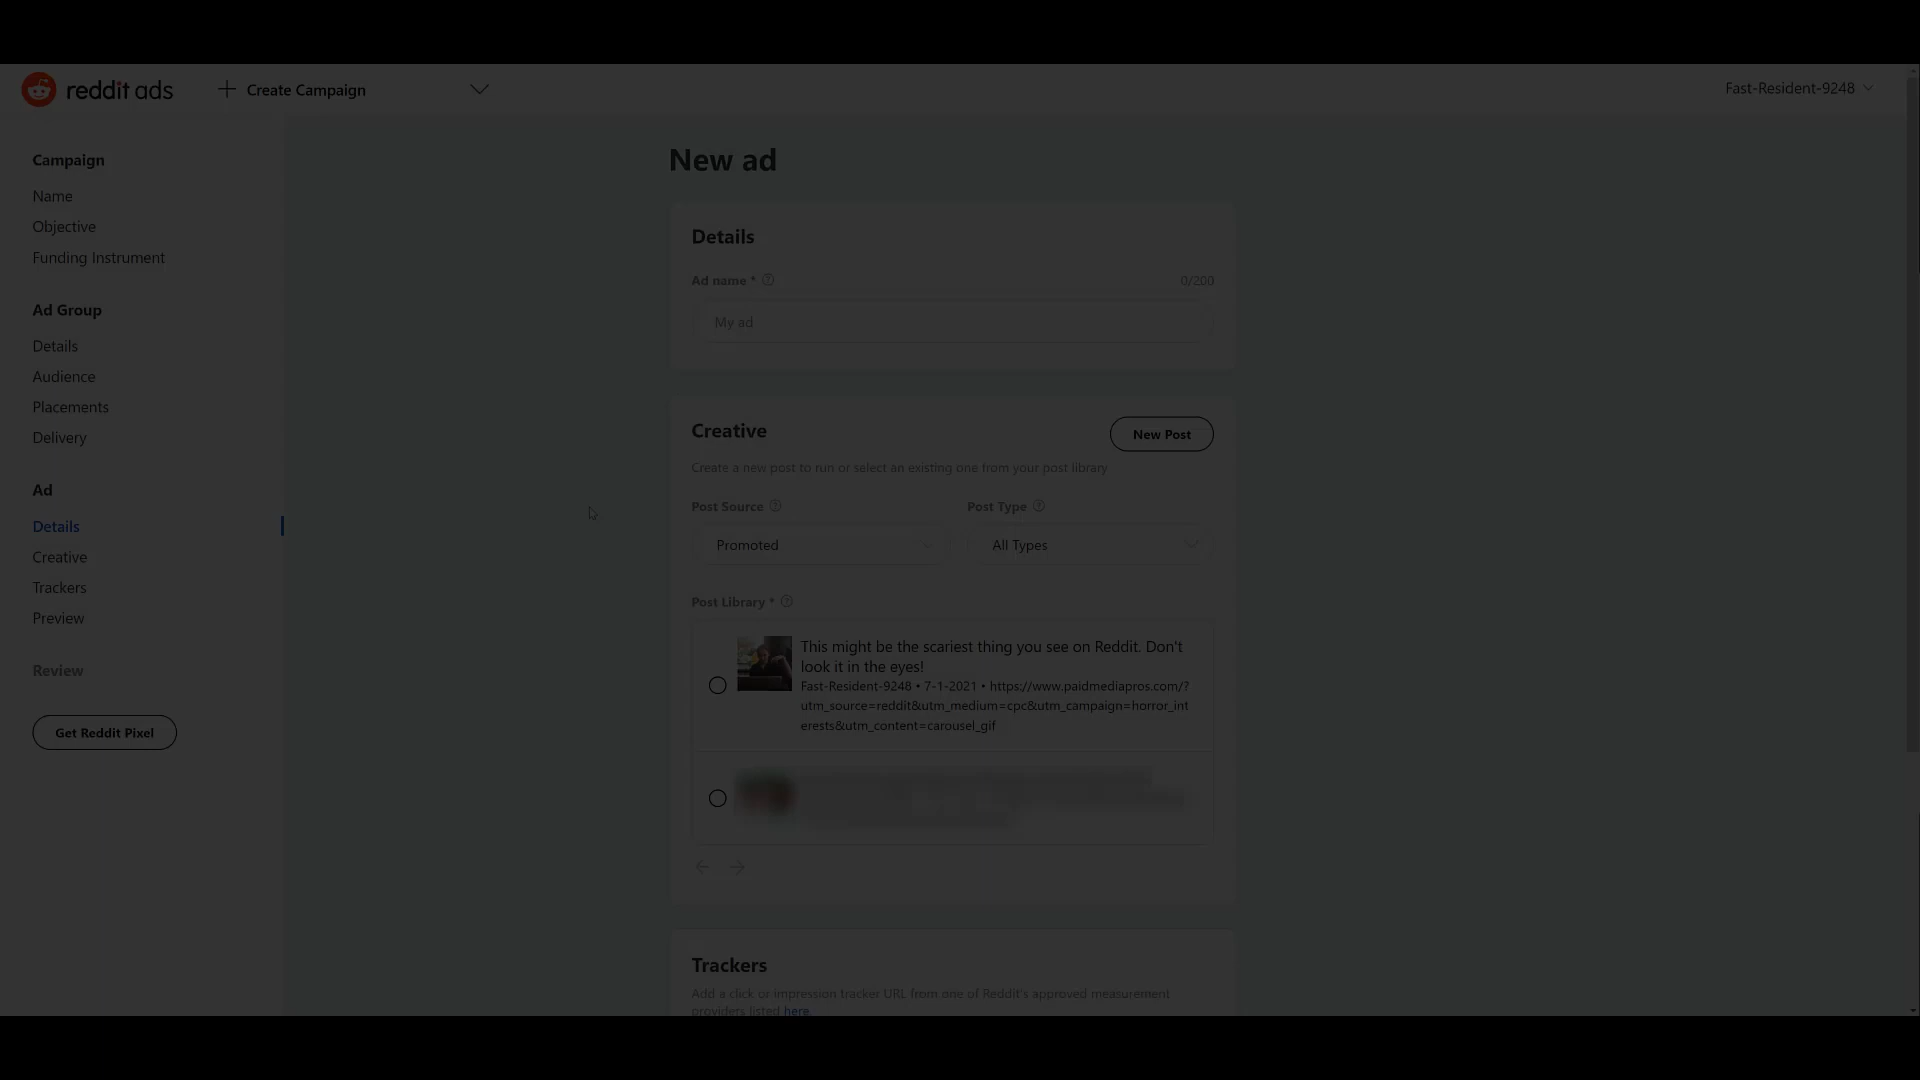 reddit ads
Create Campaign
Fast-Resident-9248
Campaign
Name
Objective
Funding Instrument
Ad Group
Details
Audience
Placements
Delivery
Ad
Details
Creative
Trackers
Preview
Review
Get Reddit Pixel
New ad
Details
Ad name *
0/200
My ad
Creative
New Post
Create a new post to run or select an existing one from your post library
Post Source
Post Type
Promoted
All Types
Post Library *
This might be the scariest thing you see on Reddit. Don't
look it in the eyes!
Fast-Resident-9248 • 7-1-2021 • https://www.paidmediapros.com/?
utm_source=reddit&utm_medium=cpc&utm_campaign=horror_int
erests&utm_content=carousel_gif
Trackers
Add a click or impression tracker URL from one of Reddit's approved measurement
providers listed here.